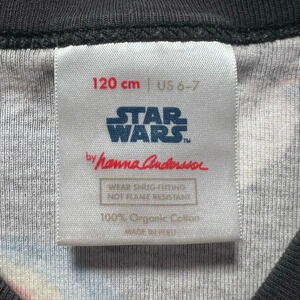 120 cm | US 6-7
STAR
WARS™
by hanna andersson
WEAR SNUG-FITTING
NOT FLAME RESISTANT
100% Organic Cotton
MADE IN PERU